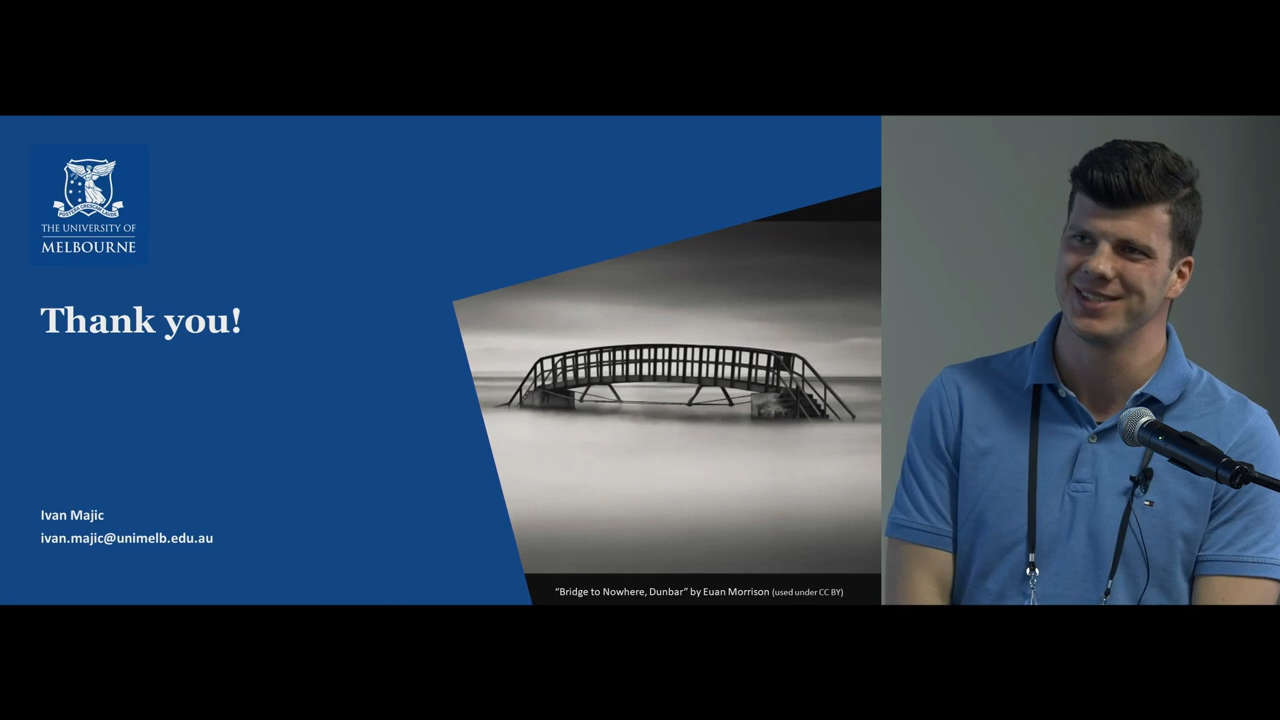 THE UNIVERSITY OF
MELBOURNE
Thank you!
Ivan Majic
ivan.majic@unimelb.edu.au
"Bridge to Nowhere, Dunbar" by Euan Morrison (used under CC BY)